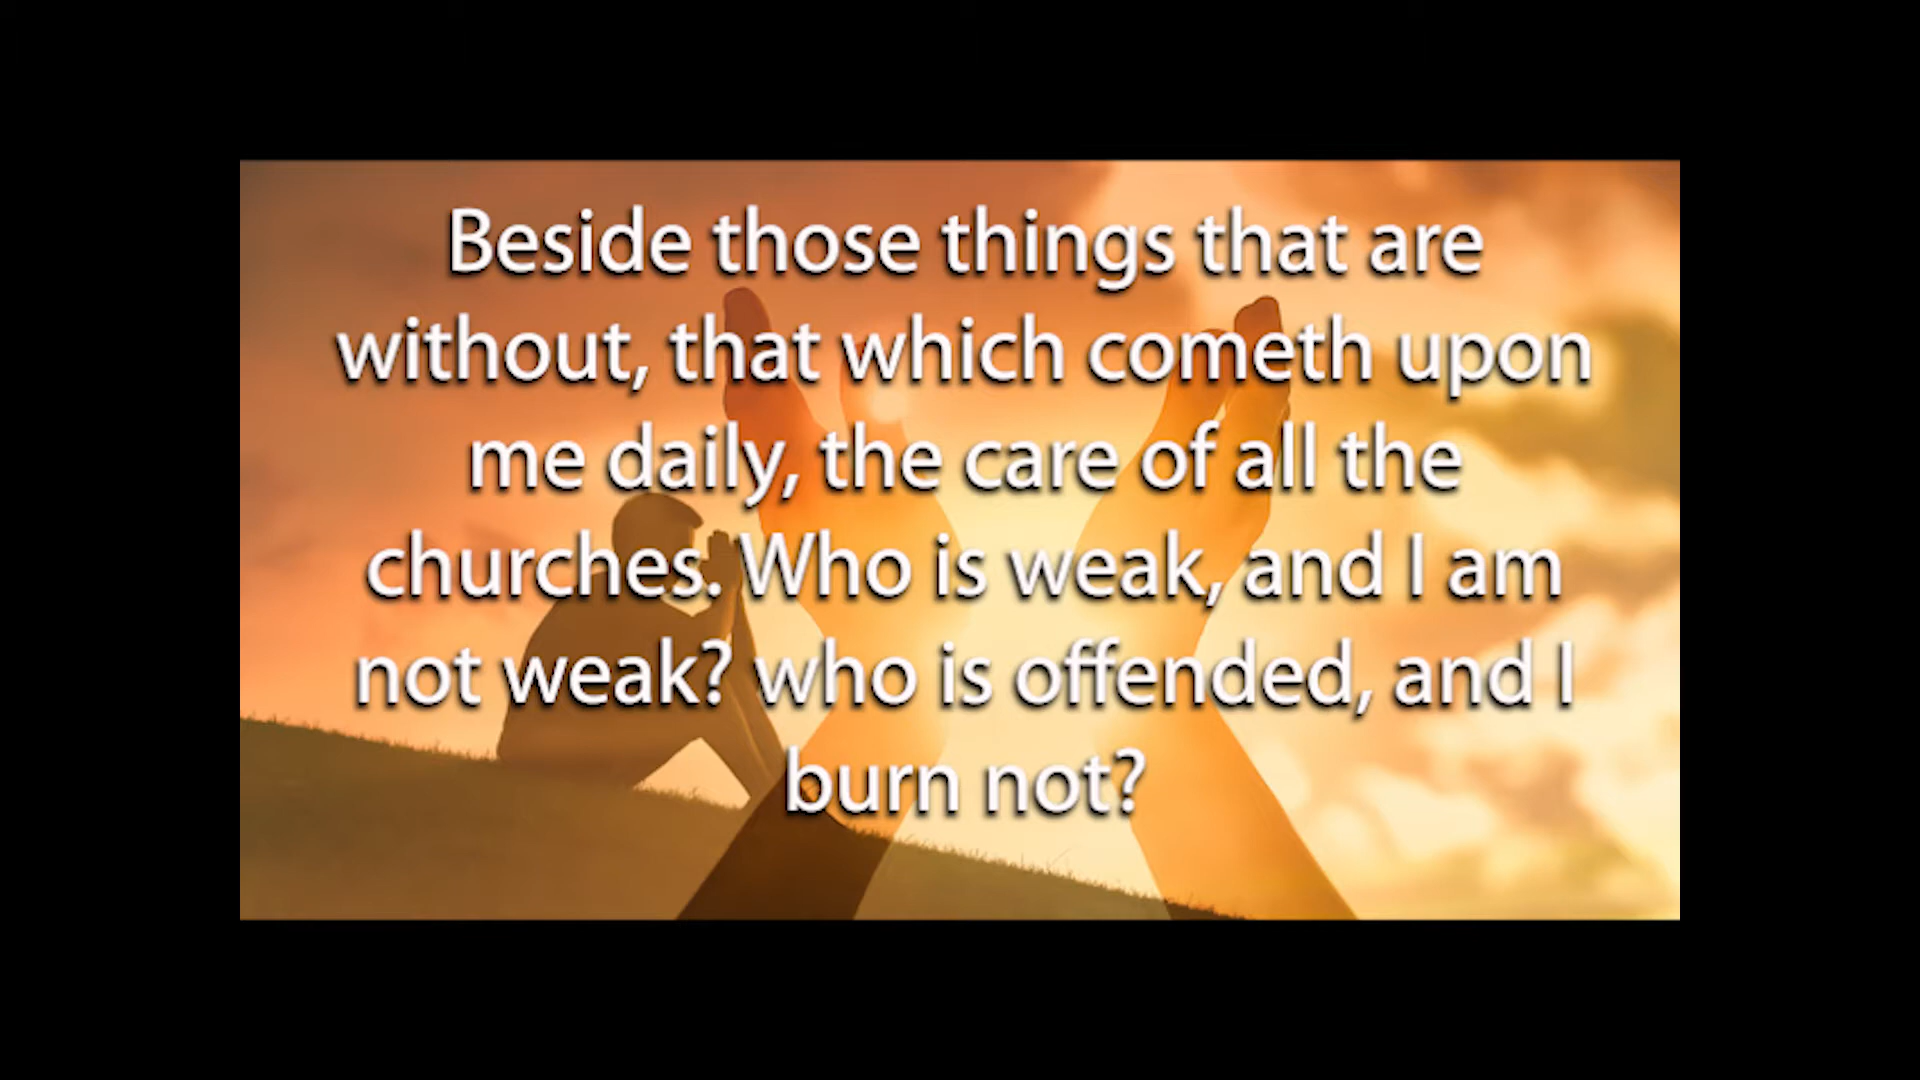 Beside those things that are
without, that which cometh upon
me daily, the care of all the
churches. Who is weak, and I am
not weak? who is offended, and I
burn not?